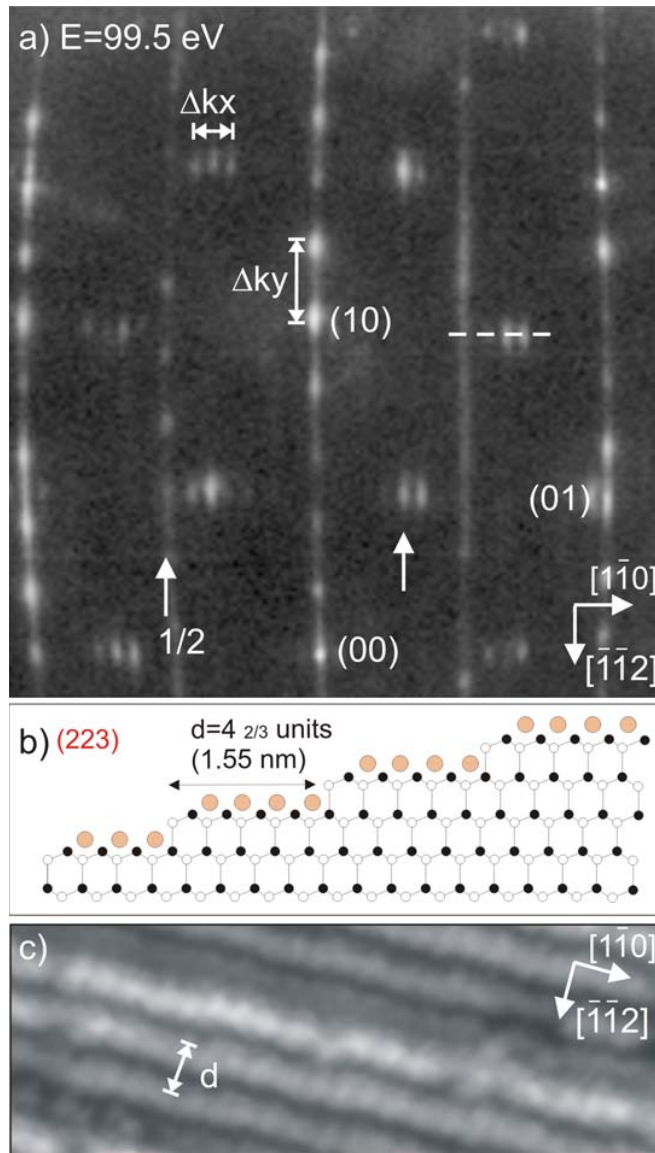 a) E=99.5 eV
Δkx
Δky
(10)
(01)
1/2
(00)
[11̄0]
[1̄1̄2]
b) (223)
d=4 2/3 units
(1.55 nm)
c)
[11̄0]
[1̄1̄2]
d